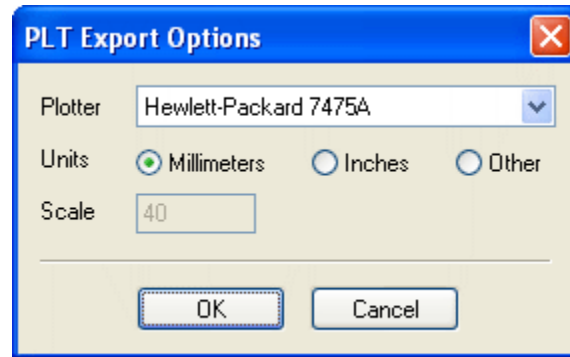 PLT Export Options
Plotter Hewlett-Packard 7475A
Units Millimeters Inches Other
Scale 40
OK Cancel